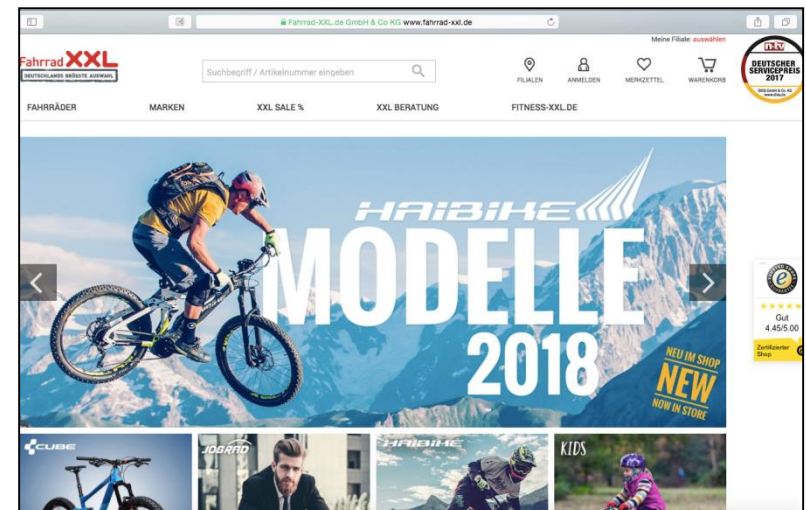 Fahrrad-XXL.de GmbH & Co KG www.fahrrad-xxl.de
Meine Filiale: auswählen
Fahrrad XXL
DEUTSCHLANDS GRÖSSTE AUSWAHL
Suchbegriff / Artikelnummer eingeben
FILIALEN
ANMELDEN
MERKZETTEL
WARENKORB
n-tv
DEUTSCHER
SERVICEPREIS
2017
FAHRRÄDER
MARKEN
XXL SALE %
XXL BERATUNG
FITNESS-XXL.DE
HAIBIKE
MODELLE
2018
NEU IM SHOP
NEW
NOW IN STORE
e
Gut
4.45/5.00
Zertifizierter
Shop
CUBE
JOBRAD
HAIBIKE
KIDS